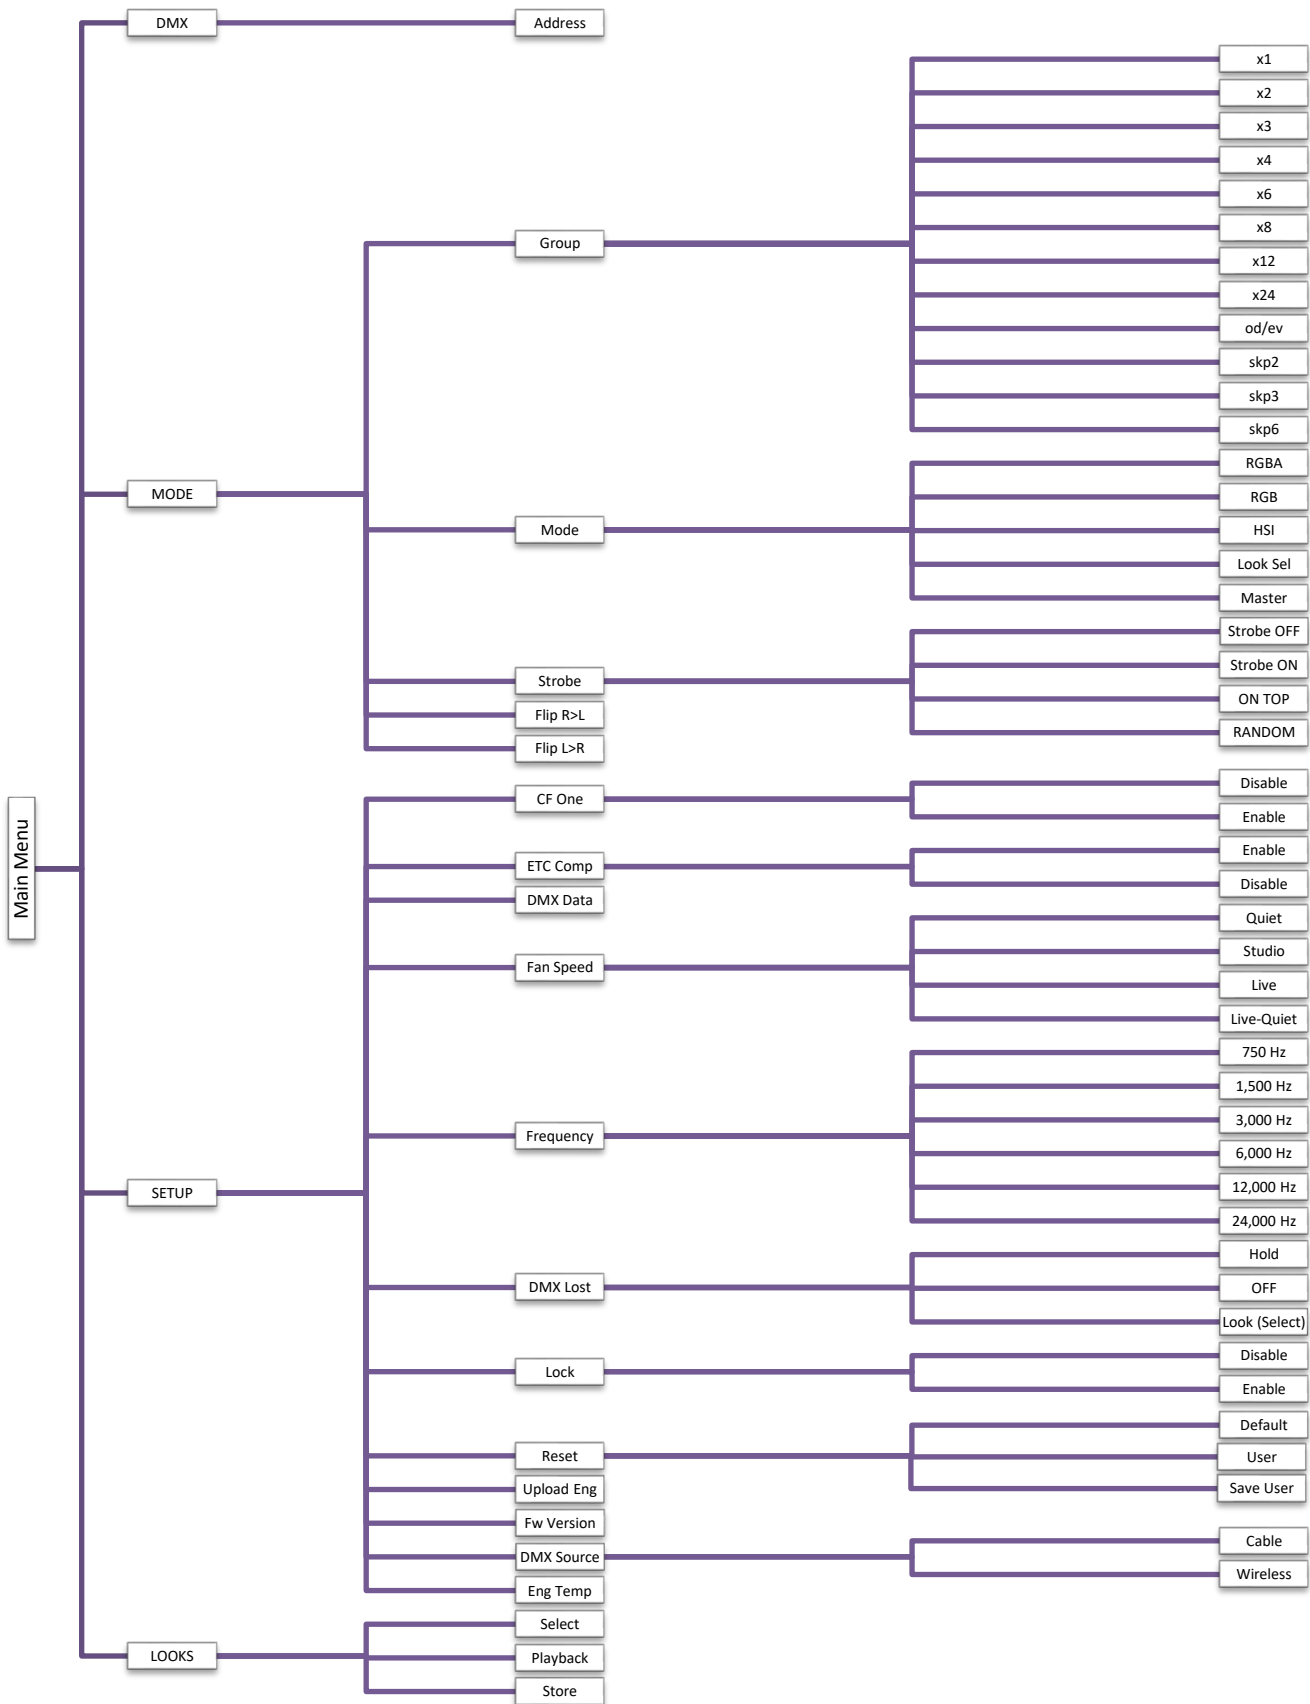 Main Menu
DMX
Address
MODE
Group
x1
x2
x3
x4
x6
x8
x12
x24
od/ev
skp2
skp3
skp6
Mode
RGBA
RGB
HSI
Look Sel
Master
Strobe
Strobe OFF
Strobe ON
ON TOP
RANDOM
Flip R>L
Flip L>R
SETUP
CF One
Disable
Enable
ETC Comp
Enable
Disable
DMX Data
Fan Speed
Quiet
Studio
Live
Live-Quiet
Frequency
750 Hz
1,500 Hz
3,000 Hz
6,000 Hz
12,000 Hz
24,000 Hz
DMX Lost
Hold
OFF
Look (Select)
Lock
Disable
Enable
Reset
Default
User
Save User
Upload Eng
Fw Version
DMX Source
Cable
Wireless
Eng Temp
LOOKS
Select
Playback
Store